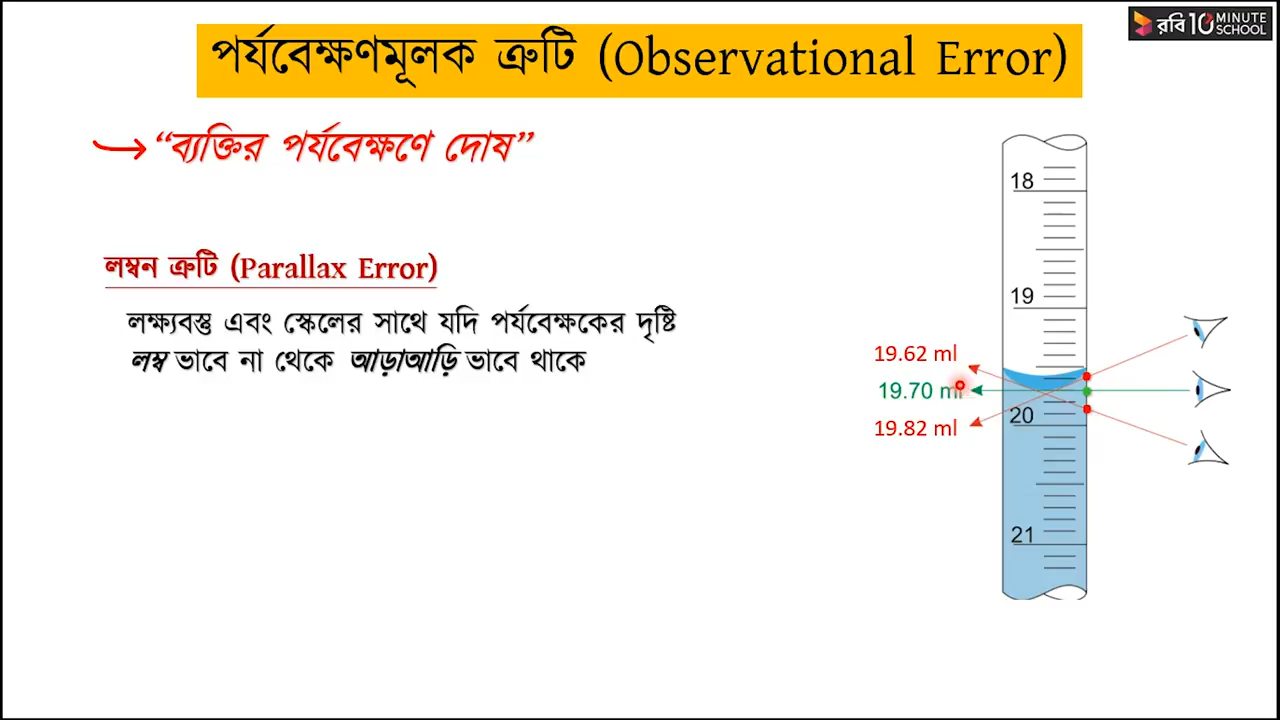 রবি 10 MINUTE SCHOOL
পর্যবেক্ষণমূলক ত্রুটি (Observational Error)
“ব্যক্তির পর্যবেক্ষণে দোষ”
লম্বন ত্রুটি (Parallax Error)
লক্ষ্যবস্তু এবং স্কেলের সাথে যদি পর্যবেক্ষকের দৃষ্টি
লম্ব ভাবে না থেকে আড়াআড়ি ভাবে থাকে
18
19
19.62 ml
19.70 ml
19.82 ml
20
21